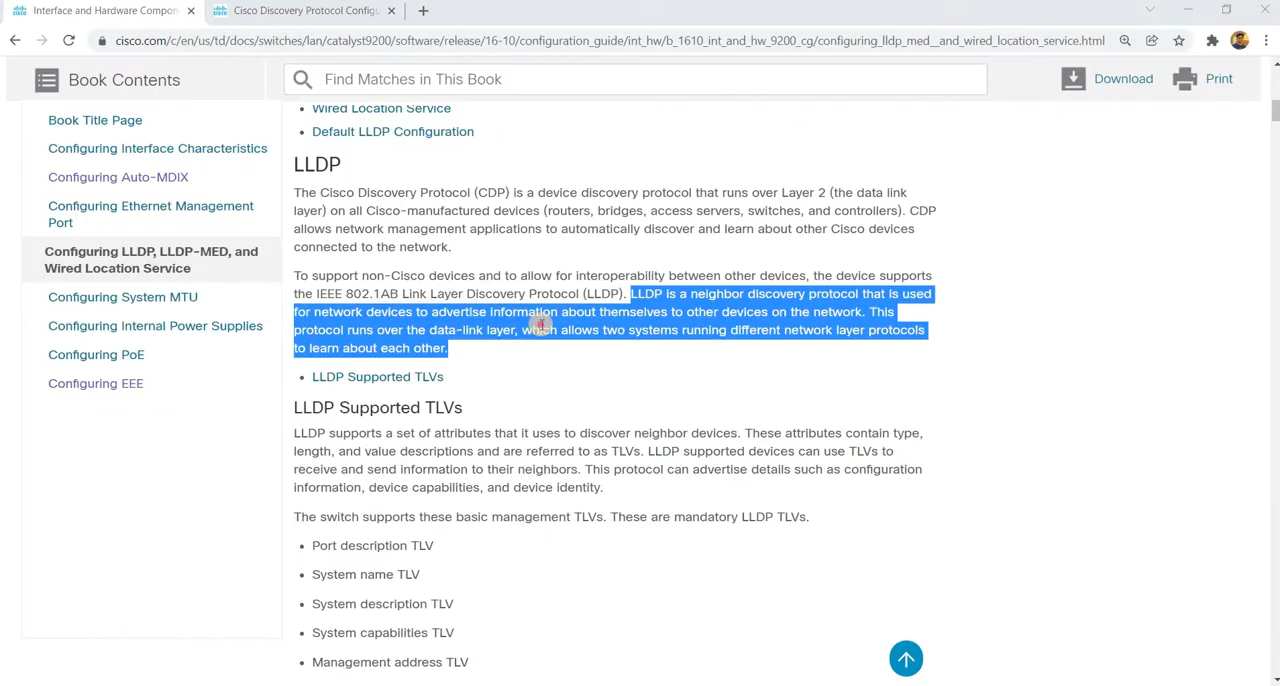 Interface and Hardware Compon
Cisco Discovery Protocol Config
cisco.com/c/en/us/td/docs/switches/lan/catalyst9200/software/release/16-10/configuration_guide/int_hw/b_1610_int_and_hw_9200_cg/configuring_lldp_med__and_wired_location_service.html
Book Contents
Find Matches in This Book
Download
Print
Book Title Page
Configuring Interface Characteristics
Configuring Auto-MDIX
Configuring Ethernet Management
Port
Configuring LLDP, LLDP-MED, and
Wired Location Service
Configuring System MTU
Configuring Internal Power Supplies
Configuring PoE
Configuring EEE
• Wired Location Service
• Default LLDP Configuration
LLDP
The Cisco Discovery Protocol (CDP) is a device discovery protocol that runs over Layer 2 (the data link
layer) on all Cisco-manufactured devices (routers, bridges, access servers, switches, and controllers). CDP
allows network management applications to automatically discover and learn about other Cisco devices
connected to the network.
To support non-Cisco devices and to allow for interoperability between other devices, the device supports
the IEEE 802.1AB Link Layer Discovery Protocol (LLDP). LLDP is a neighbor discovery protocol that is used
for network devices to advertise information about themselves to other devices on the network. This
protocol runs over the data-link layer, which allows two systems running different network layer protocols
to learn about each other.
• LLDP Supported TLVs
LLDP Supported TLVs
LLDP supports a set of attributes that it uses to discover neighbor devices. These attributes contain type,
length, and value descriptions and are referred to as TLVs. LLDP supported devices can use TLVs to
receive and send information to their neighbors. This protocol can advertise details such as configuration
information, device capabilities, and device identity.
The switch supports these basic management TLVs. These are mandatory LLDP TLVs.
• Port description TLV
• System name TLV
• System description TLV
• System capabilities TLV
• Management address TLV